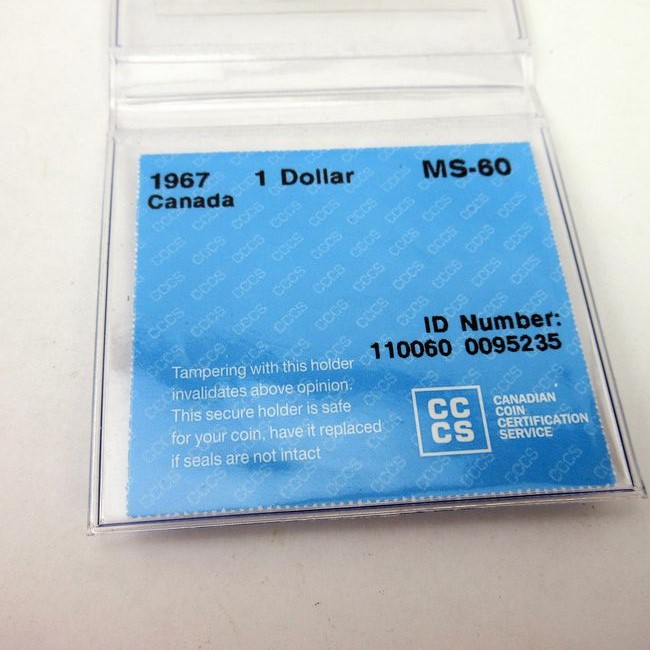 1967 1 Dollar MS-60
Canada
ID Number:
110060 0095235
Tampering with this holder
invalidates above opinion.
This secure holder is safe
for your coin, have it replaced
if seals are not intact
CC
CS
CANADIAN
COIN
CERTIFICATION
SERVICE